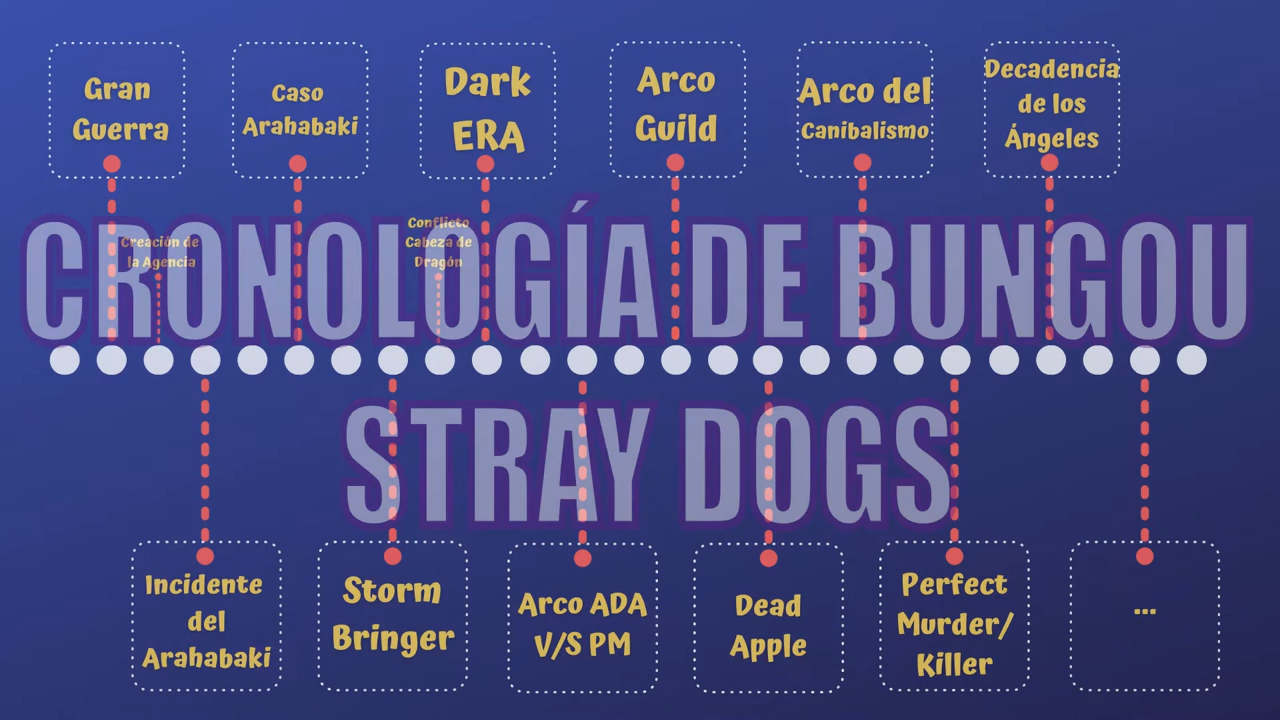 Gran
Guerra
Caso
Arahabaki
Dark
ERA
Arco
Guild
Arco del
Canibalismo
Decadencia
de los
Ángeles
Creación de
la Agencia
Conflicto
Cabeza de
Dragón
CRONOLOGÍA DE BUNGOU
STRAY DOGS
Incidente
del
Arahabaki
Storm
Bringer
Arco ADA
V/S PM
Dead
Apple
Perfect
Murder/
Killer
...